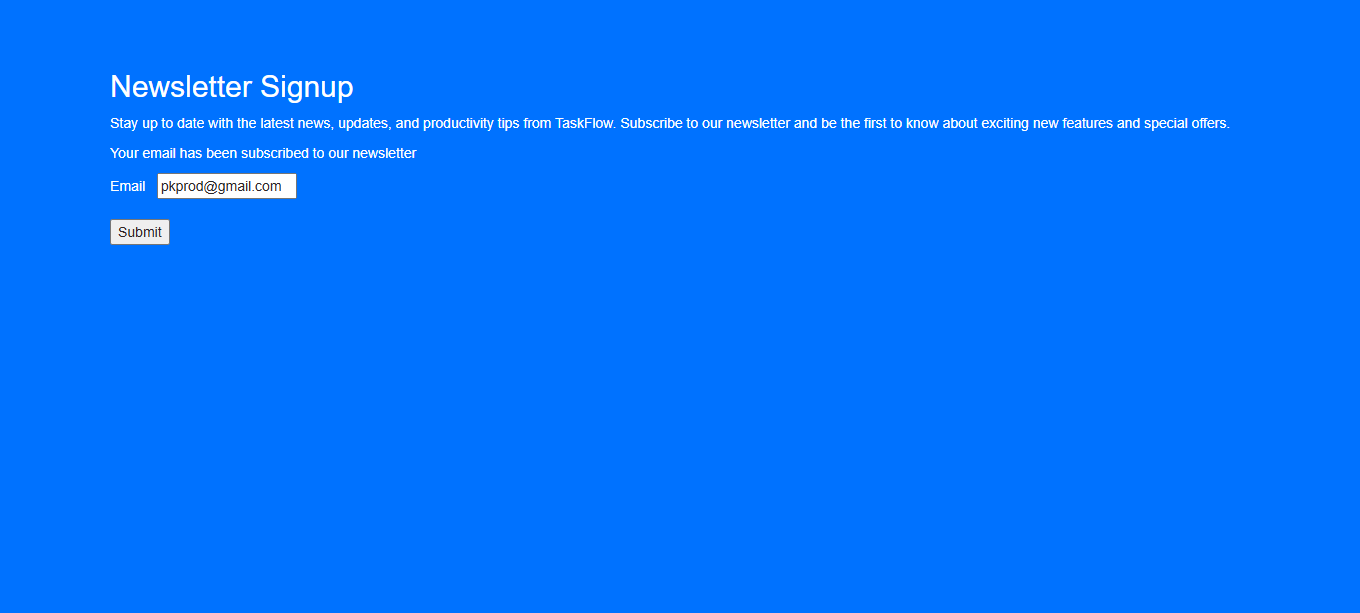 Newsletter Signup
Stay up to date with the latest news, updates, and productivity tips from TaskFlow. Subscribe to our newsletter and be the first to know about exciting new features and special offers.
Your email has been subscribed to our newsletter
Email pkprod@gmail.com
Submit